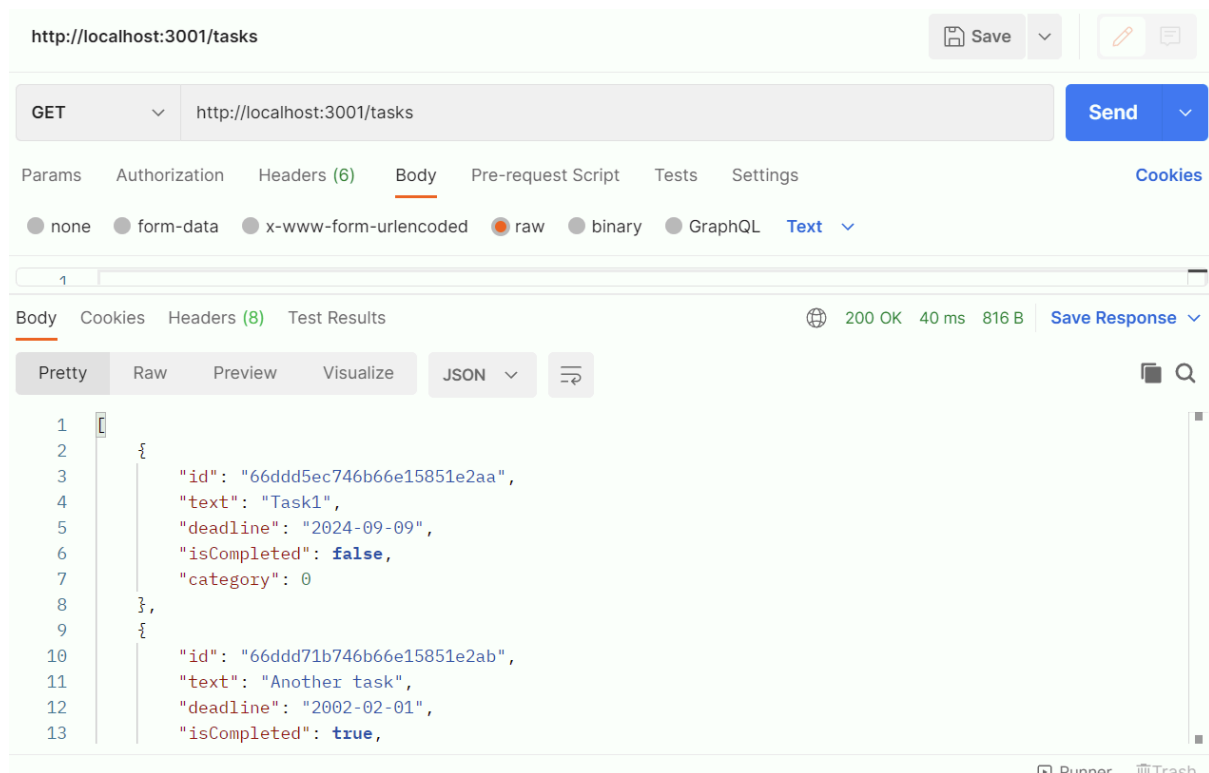 http://localhost:3001/tasks Save
GET http://localhost:3001/tasks Send
Params Authorization Headers (6) Body Pre-request Script Tests Settings Cookies
none form-data x-www-form-urlencoded raw binary GraphQL Text
1
Body Cookies Headers (8) Test Results 200 OK 40 ms 816 B Save Response
Pretty Raw Preview Visualize JSON
1 [
2 {
3 "id": "66ddd5ec746b66e15851e2aa",
4 "text": "Task1",
5 "deadline": "2024-09-09",
6 "isCompleted": false,
7 "category": 0
8 },
9 {
10 "id": "66ddd71b746b66e15851e2ab",
11 "text": "Another task",
12 "deadline": "2002-02-01",
13 "isCompleted": true,
Runner Trash